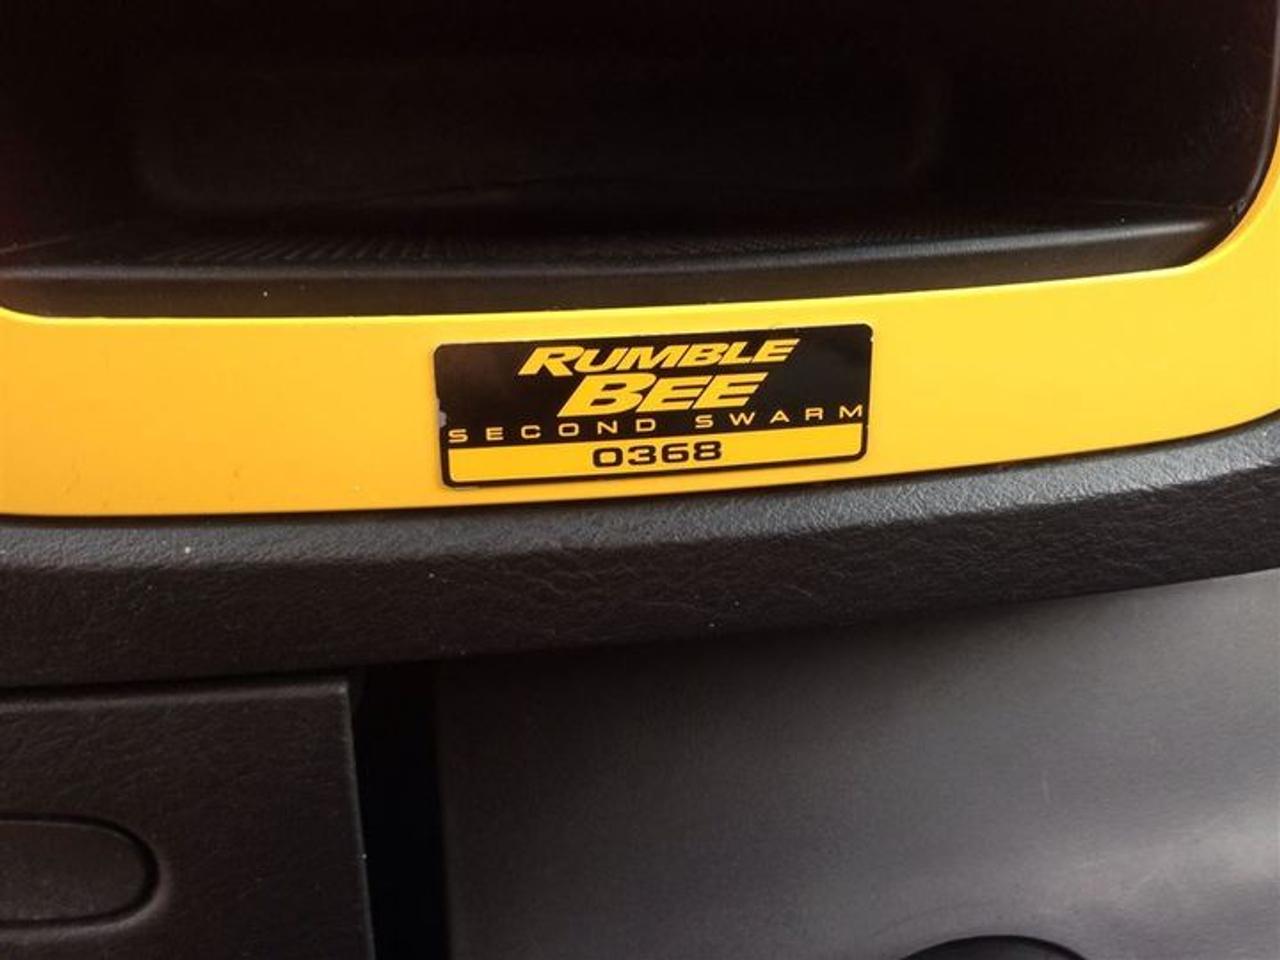 RUMBLE
BEE
SECOND SWARM
0368